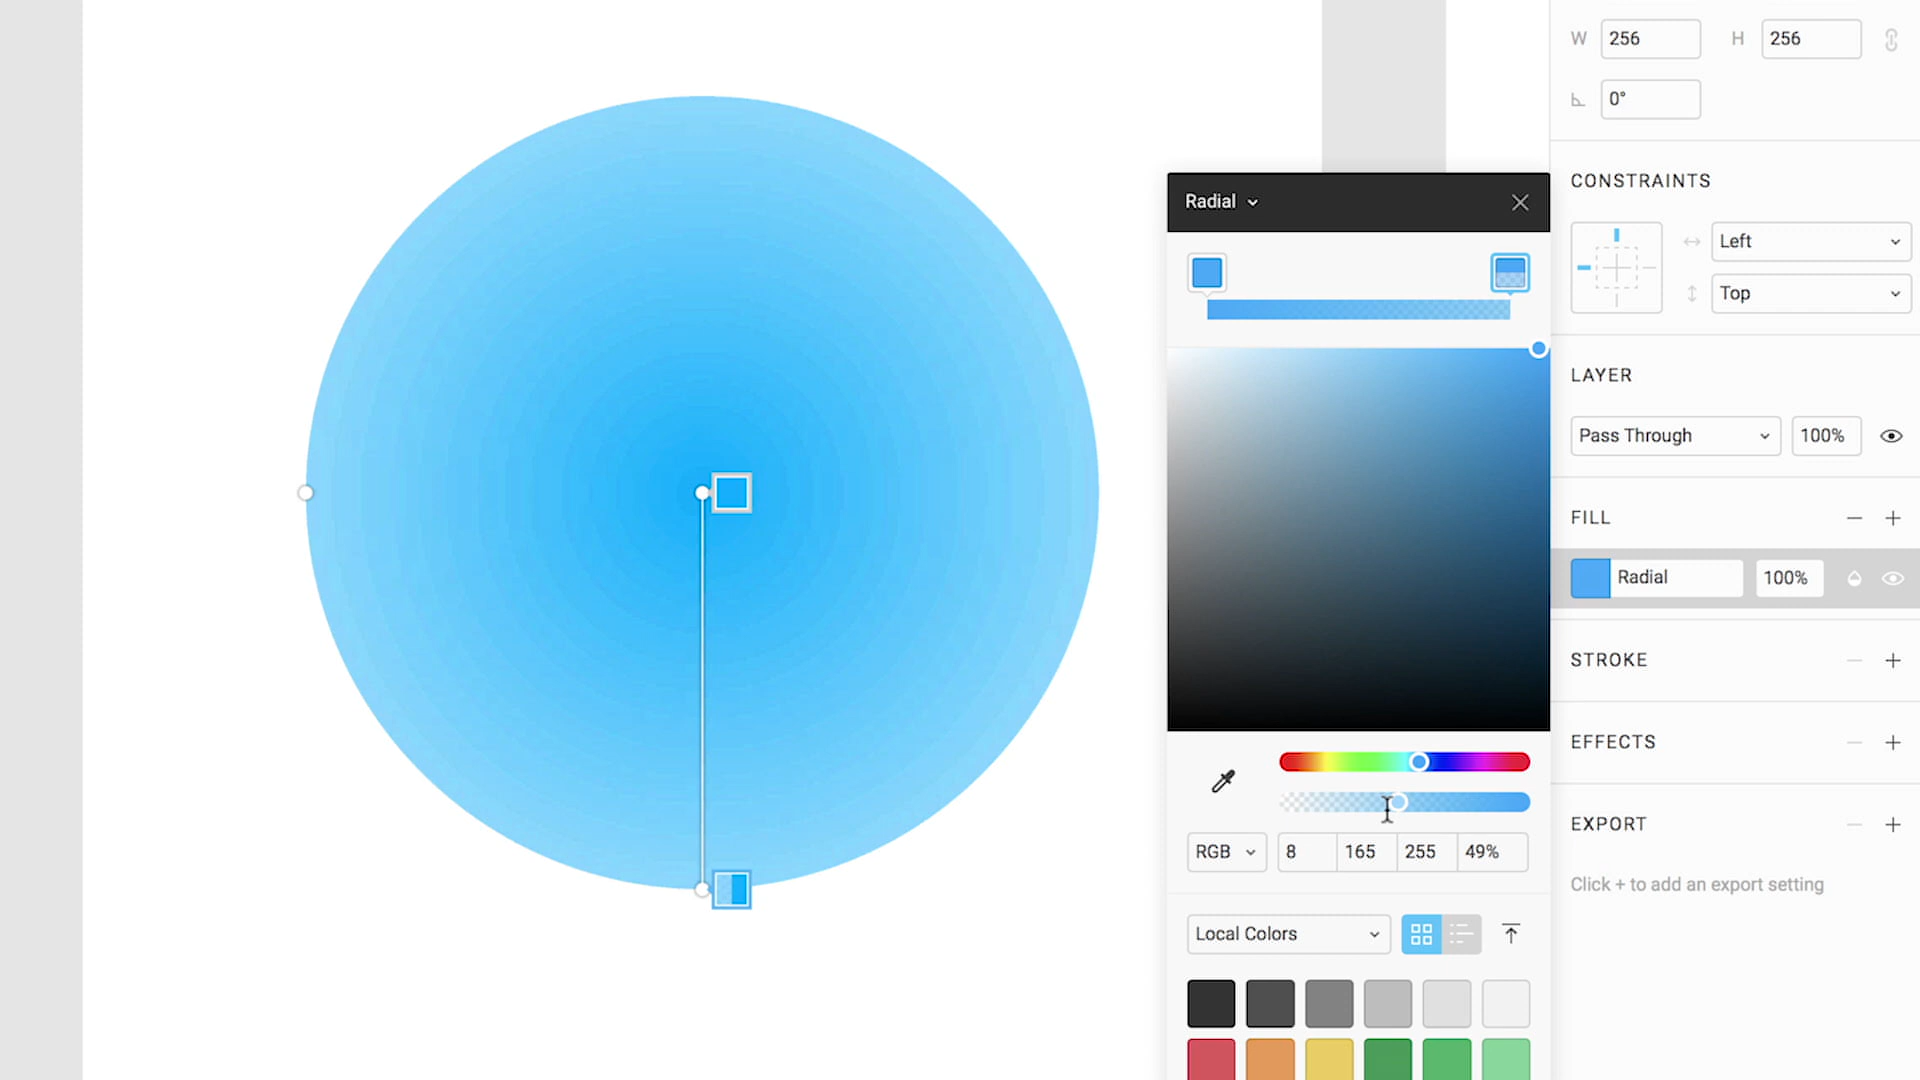 W 256 H 256
0°
CONSTRAINTS
Left
Top
LAYER
Pass Through 100%
FILL
Radial 100%
STROKE
EFFECTS
EXPORT
Click + to add an export setting
Radial
RGB 8 165 255 49%
Local Colors